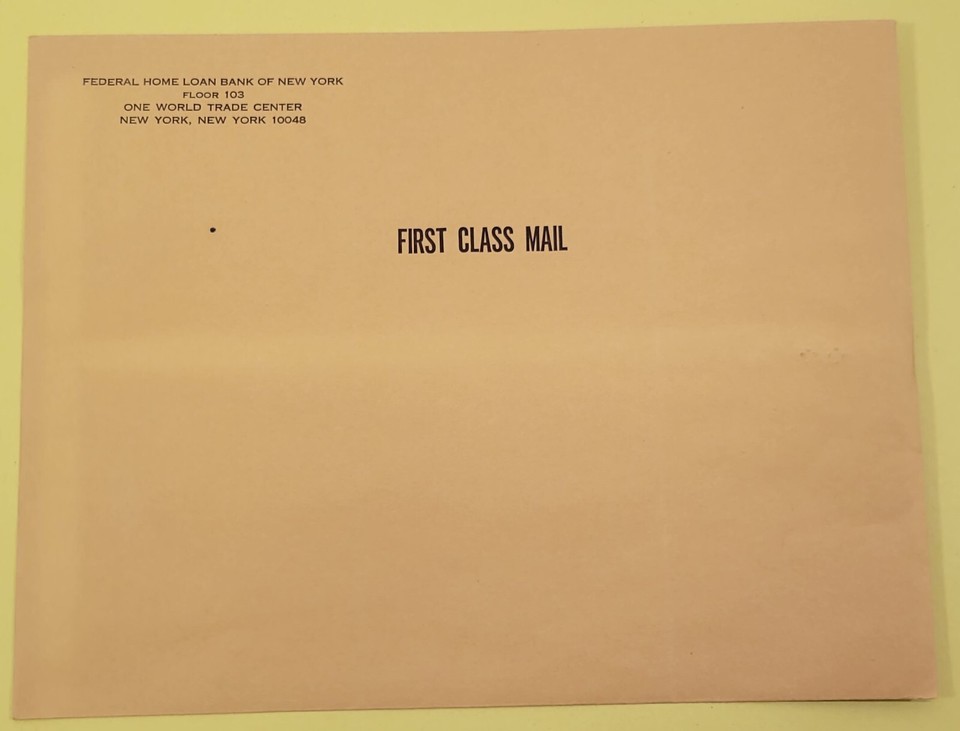 FEDERAL HOME LOAN BANK OF NEW YORK
FLOOR 103
ONE WORLD TRADE CENTER
NEW YORK, NEW YORK 10048
FIRST CLASS MAIL